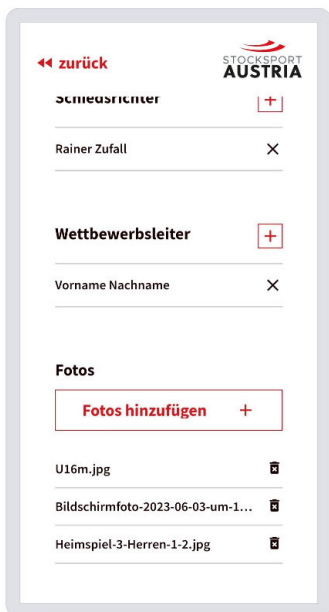 zurück
STOCKSPORT
AUSTRIA
Schiedsrichter
Rainer Zufall
Wettbewerbsleiter
Vorname Nachname
Fotos
Fotos hinzufügen +
U16m.jpg
Bildschirmfoto-2023-06-03-um-1...
Heimspiel-3-Herren-1-2.jpg